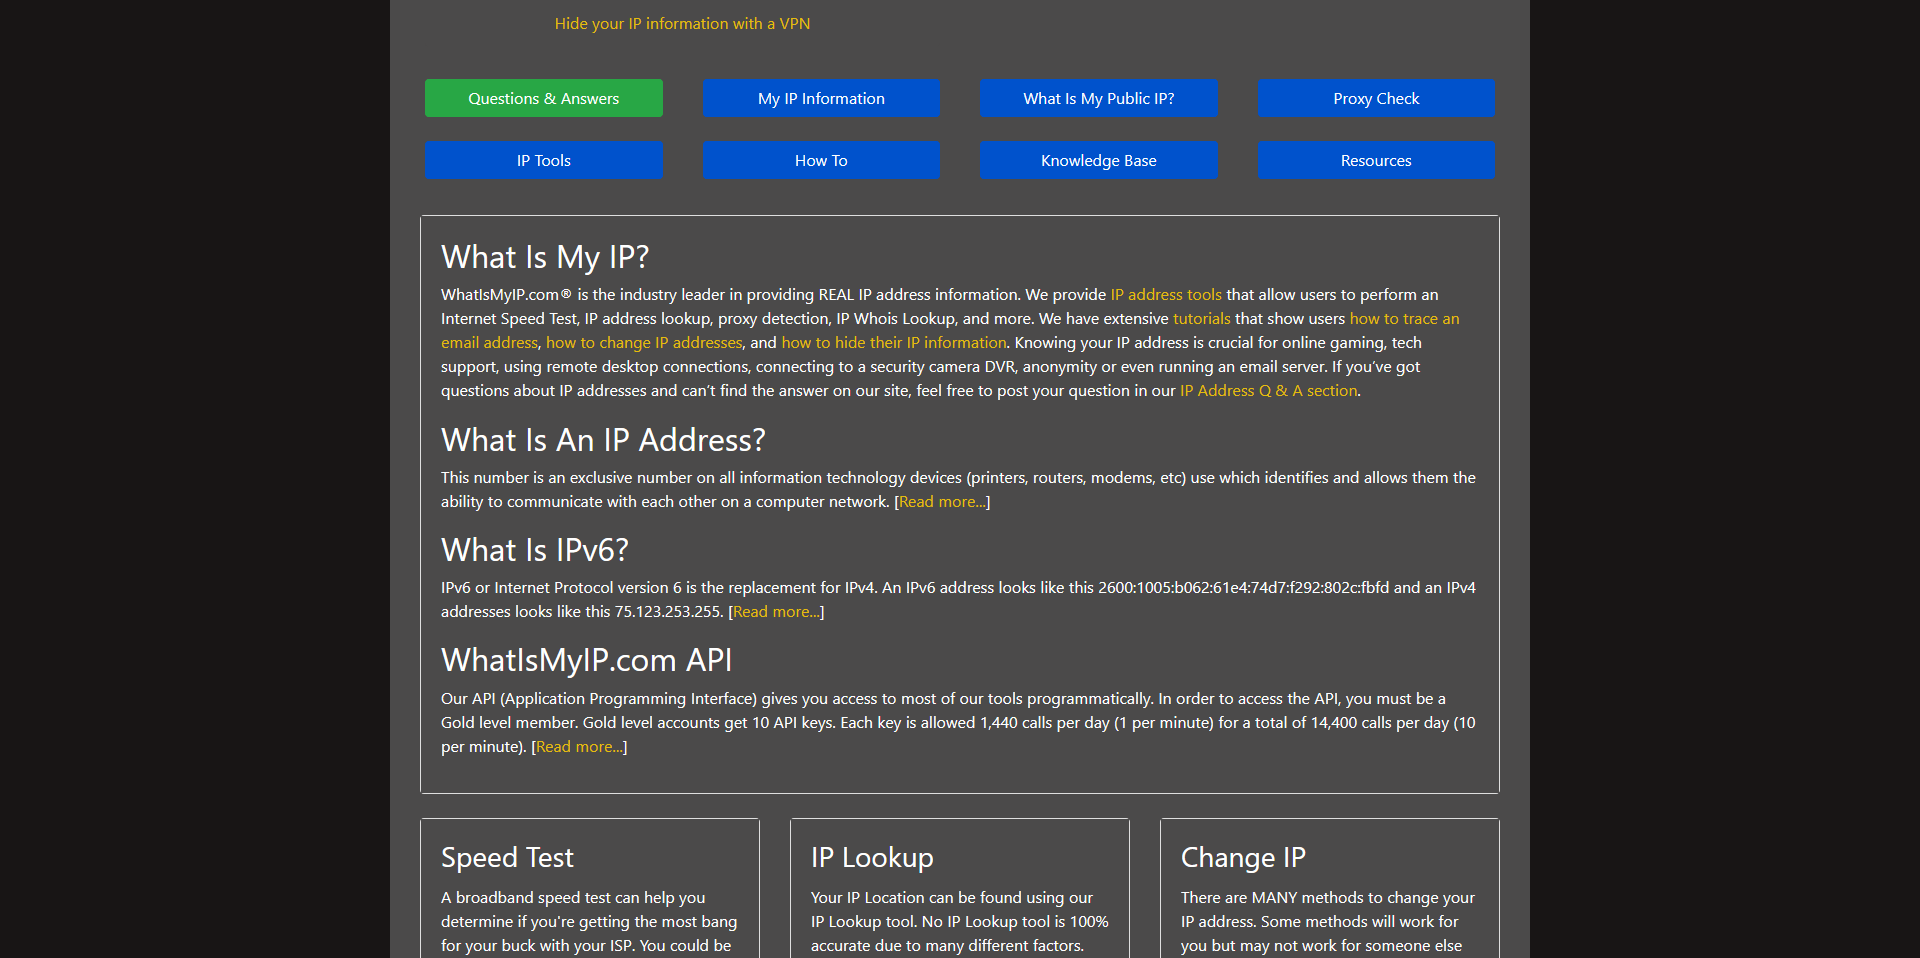 Hide your IP information with a VPN
Questions & Answers
My IP Information
What Is My Public IP?
Proxy Check
IP Tools
How To
Knowledge Base
Resources
What Is My IP?
WhatIsMyIP.com® is the industry leader in providing REAL IP address information. We provide IP address tools that allow users to perform an
Internet Speed Test, IP address lookup, proxy detection, IP Whois Lookup, and more. We have extensive tutorials that show users how to trace an
email address, how to change IP addresses, and how to hide their IP information. Knowing your IP address is crucial for online gaming, tech
support, using remote desktop connections, connecting to a security camera DVR, anonymity or even running an email server. If you’ve got
questions about IP addresses and can’t find the answer on our site, feel free to post your question in our IP Address Q & A section.
What Is An IP Address?
This number is an exclusive number on all information technology devices (printers, routers, modems, etc) use which identifies and allows them the
ability to communicate with each other on a computer network. [Read more...]
What Is IPv6?
IPv6 or Internet Protocol version 6 is the replacement for IPv4. An IPv6 address looks like this 2600:1005:b062:61e4:74d7:f292:802c:fbfd and an IPv4
addresses looks like this 75.123.253.255. [Read more...]
WhatIsMyIP.com API
Our API (Application Programming Interface) gives you access to most of our tools programmatically. In order to access the API, you must be a
Gold level member. Gold level accounts get 10 API keys. Each key is allowed 1,440 calls per day (1 per minute) for a total of 14,400 calls per day (10
per minute). [Read more...]
Speed Test
A broadband speed test can help you
determine if you're getting the most bang
for your buck with your ISP. You could be
IP Lookup
Your IP Location can be found using our
IP Lookup tool. No IP Lookup tool is 100%
accurate due to many different factors.
Change IP
There are MANY methods to change your
IP address. Some methods will work for
you but may not work for someone else